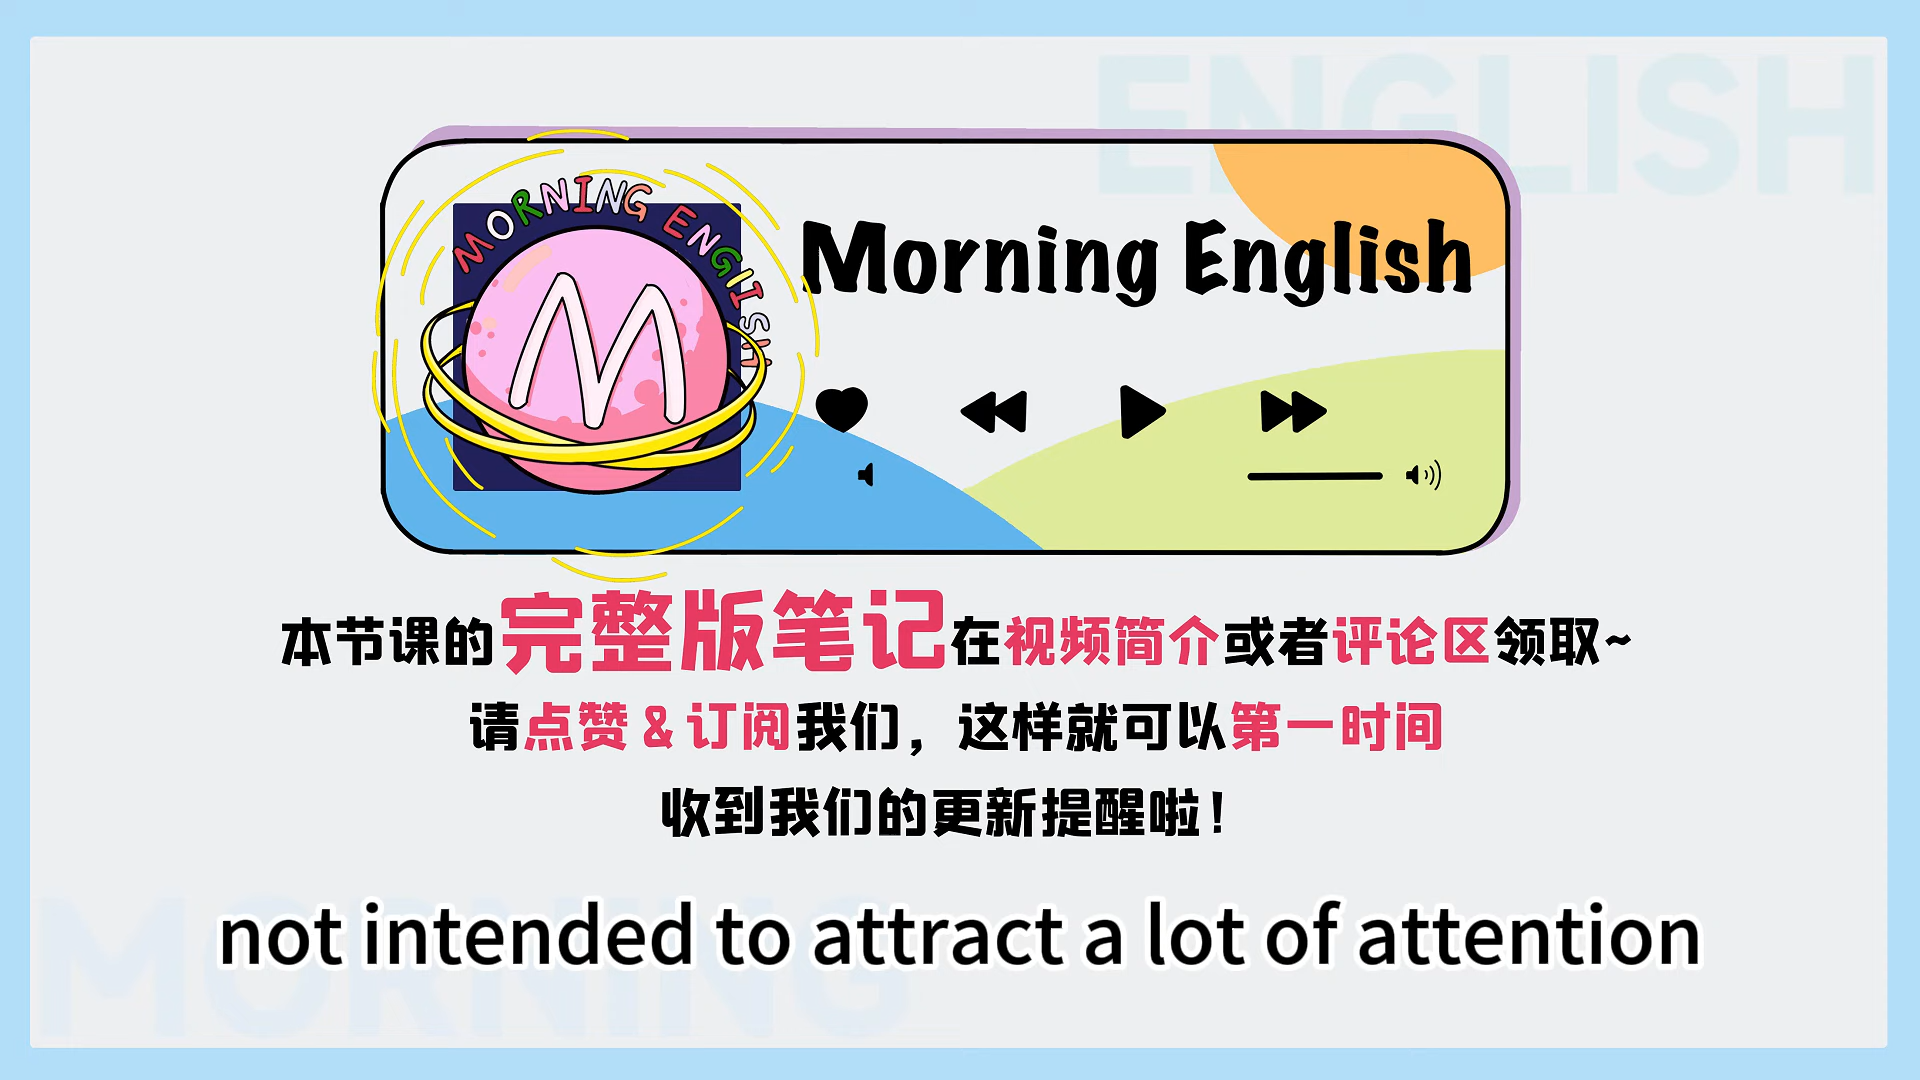 ENGLISH
MORNING ENGLISH
M
Morning English
本节课的完整版笔记在视频简介或者评论区领取~
请点赞&订阅我们，这样就可以第一时间
收到我们的更新提醒啦！
MORNING
not intended to attract a lot of attention